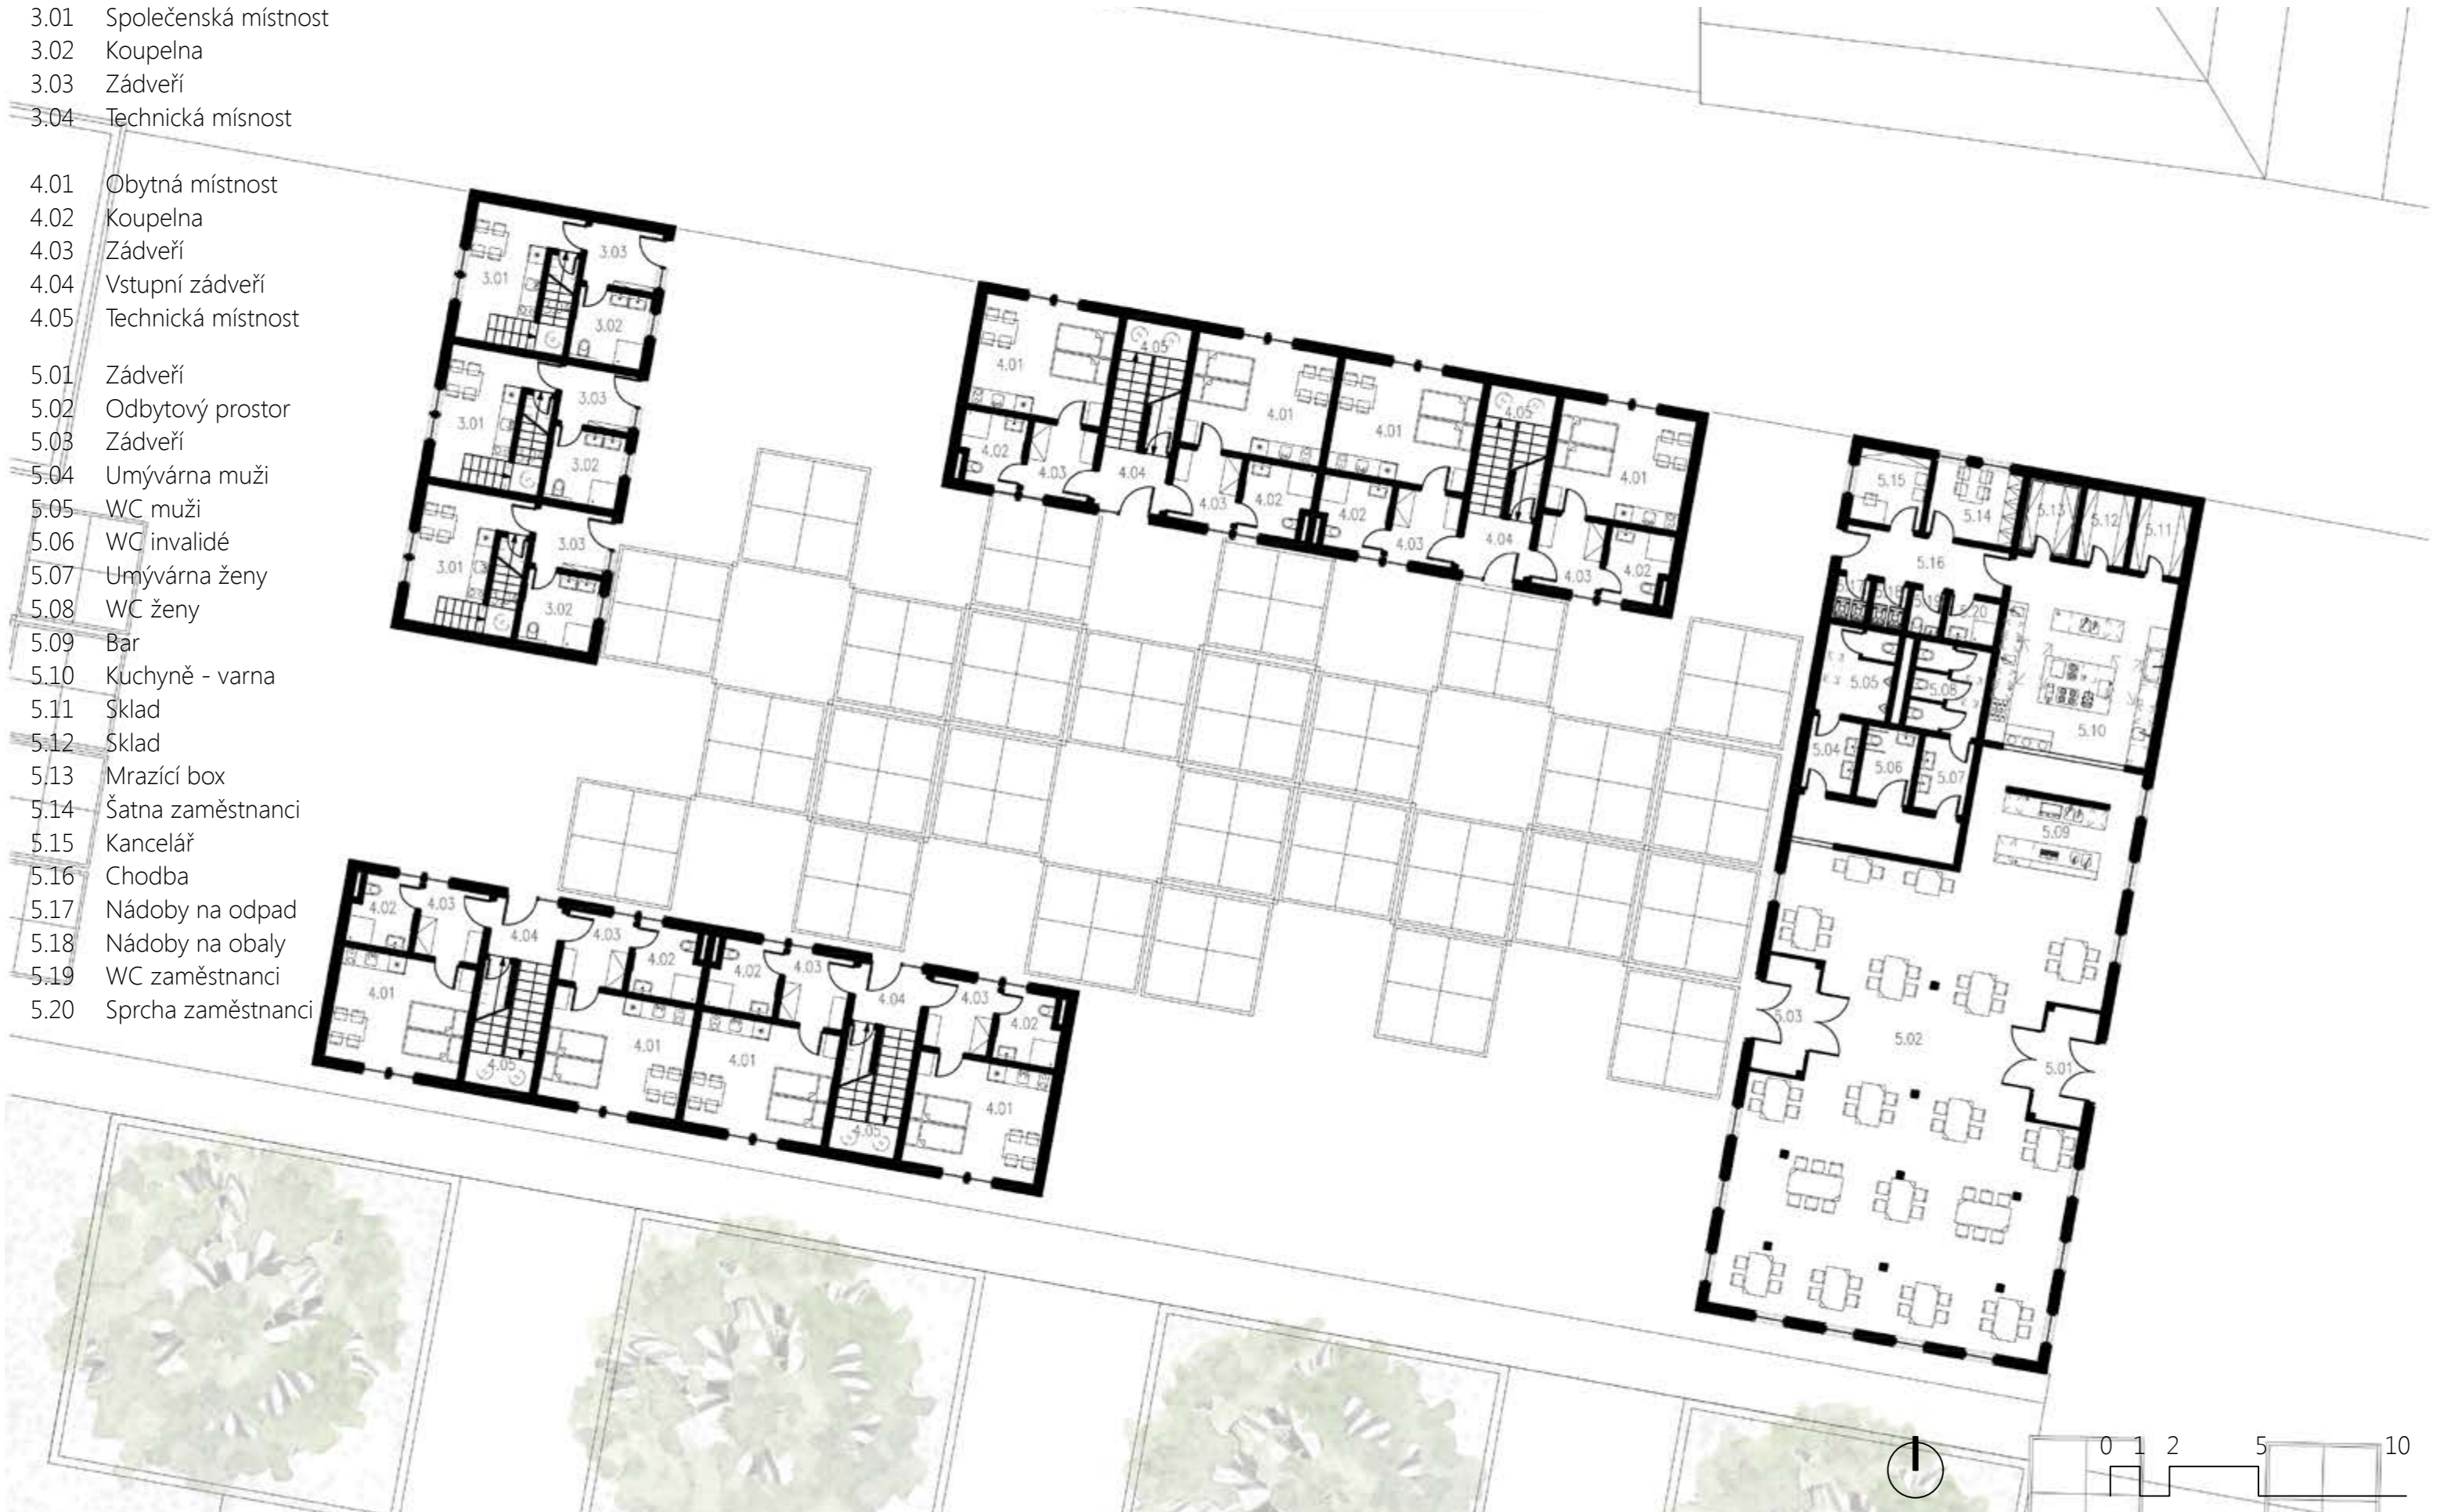 3.01 Společenská místnost
3.02 Koupelna
3.03 Zádveří
3.04 Technická mísnost
4.01 Obytná místnost
4.02 Koupelna
4.03 Zádveří
4.04 Vstupní zádveří
4.05 Technická místnost
5.01 Zádveří
5.02 Odbytový prostor
5.03 Zádveří
5.04 Umývárna muži
5.05 WC muži
5.06 WC invalidé
5.07 Umývárna ženy
5.08 WC ženy
5.09 Bar
5.10 Kuchyně - varna
5.11 Sklad
5.12 Sklad
5.13 Mrazící box
5.14 Šatna zaměstnanci
5.15 Kancelář
5.16 Chodba
5.17 Nádoby na odpad
5.18 Nádoby na obaly
5.19 WC zaměstnanci
5.20 Sprcha zaměstnanci
3.03
3.01
3.02
3.03
3.01
3.02
3.03
3.01
3.02
4.05
4.01
4.01
4.01
4.05
4.01
4.02
4.03
4.04
4.03
4.02
4.02
4.03
4.04
4.03
4.02
5.15
5.14
5.13
5.12
5.11
5.16
5.17
5.20
5.05
5.08
5.10
5.04
5.06
5.07
5.09
5.03
5.02
5.01
4.02
4.03
4.04
4.03
4.02
4.02
4.03
4.04
4.03
4.02
4.01
4.01
4.01
4.01
4.05
4.05
0 1 2 5 10